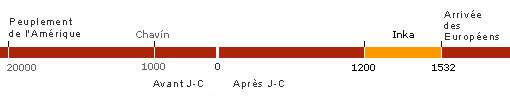 Peuplement
de l'Amérique
Chavín
Inka
Arrivée
des
Européens
20000
1000
0
1200
1532
Avant J-C
Après J-C